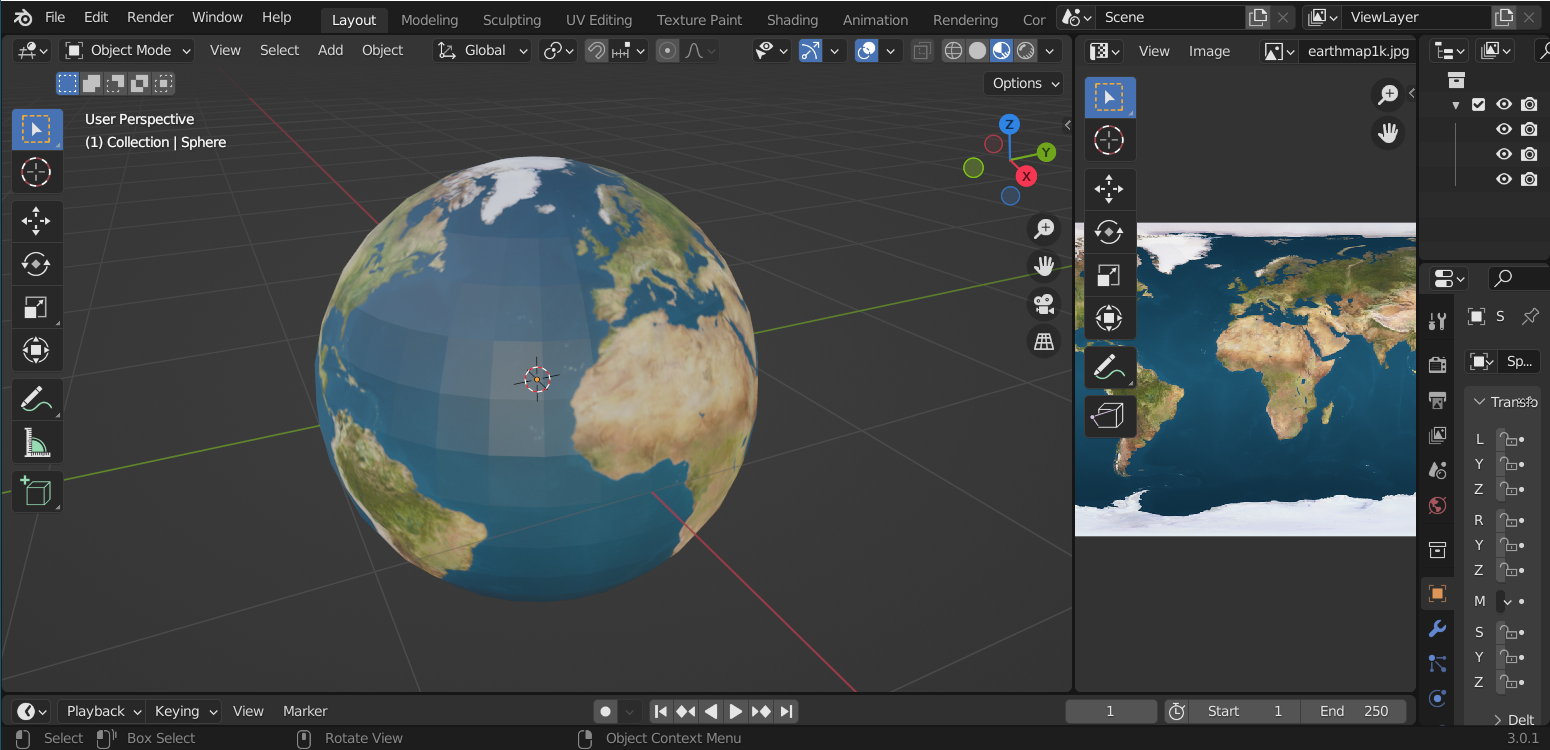 File Edit Render Window Help Layout Modeling Sculpting UV Editing Texture Paint Shading Animation Rendering Cor Scene ViewLayer
Object Mode View Select Add Object Global View Image earthmap1k.jpg
Options
User Perspective
(1) Collection | Sphere
Z
Y
X
S
Sp...
Transfo
L
Y
Z
R
Y
Z
M
S
Y
Z
Delt
Playback Keying View Marker 1 Start 1 End 250
Select Box Select Rotate View Object Context Menu 3.0.1